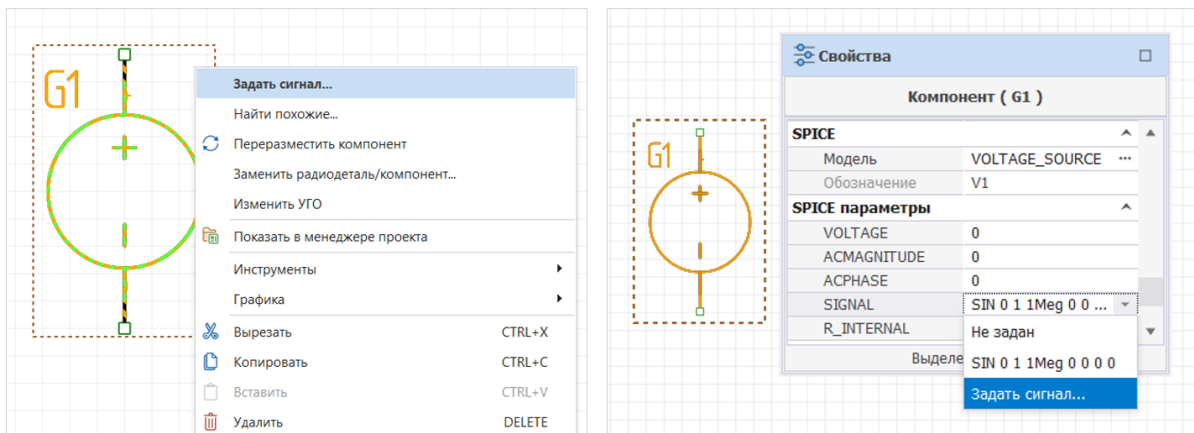 G1
Задать сигнал...
Найти похожие...
Переразместить компонент
Заменить радиодеталь/компонент...
Изменить УГО
Показать в менеджере проекта
Инструменты
Графика
Вырезать CTRL+X
Копировать CTRL+C
Вставить CTRL+V
Удалить DELETE
G1
Свойства
Компонент ( G1 )
SPICE
Модель VOLTAGE_SOURCE ...
Обозначение V1
SPICE параметры
VOLTAGE 0
ACMAGNITUDE 0
ACPHASE 0
SIGNAL SIN 0 1 1Meg 0 0 ...
R_INTERNAL
Не задан
Выделе
SIN 0 1 1Meg 0 0 0 0
Задать сигнал...